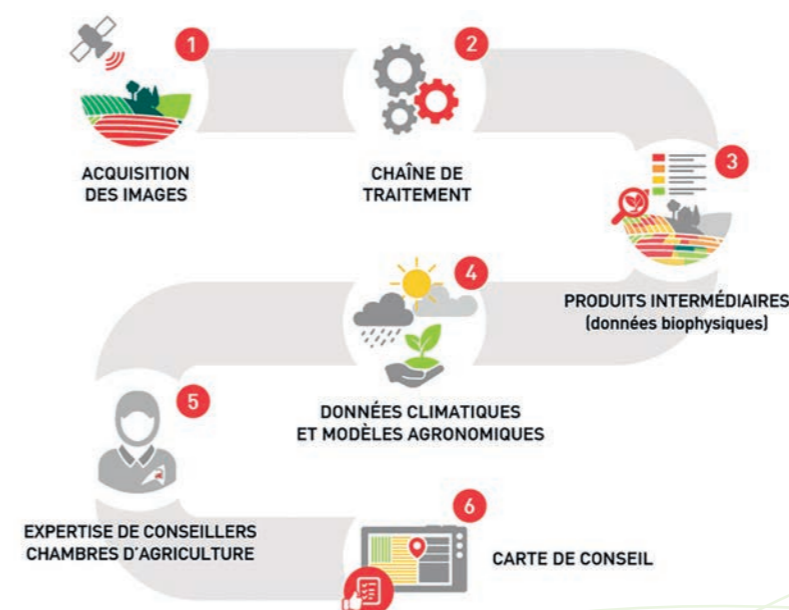 1
ACQUISITION
DES IMAGES
2
CHAÎNE DE
TRAITEMENT
3
PRODUITS INTERMÉDIAIRES
(données biophysiques)
4
DONNÉES CLIMATIQUES
ET MODÈLES AGRONOMIQUES
5
EXPERTISE DE CONSEILLERS
CHAMBRES D'AGRICULTURE
6
CARTE DE CONSEIL